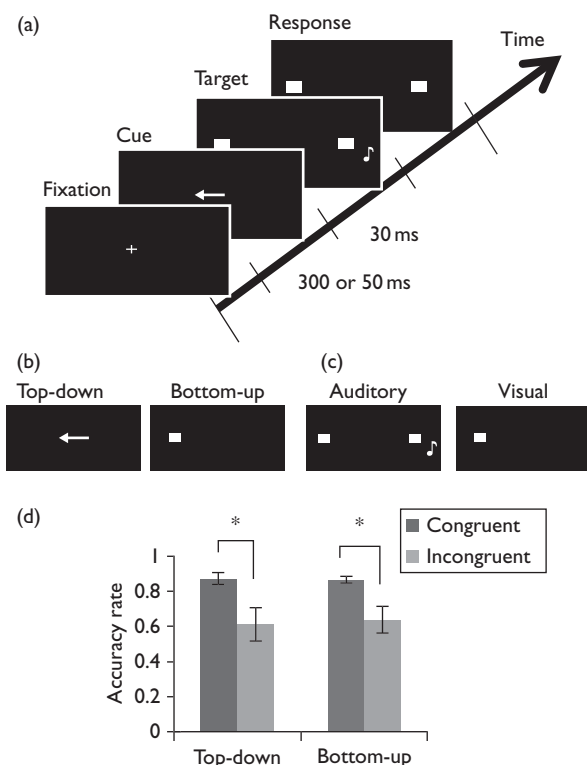 (a)
Response
Time
Target
Cue
Fixation
30 ms
300 or 50 ms
(b)
(c)
Top-down
Bottom-up
Auditory
Visual
(d)
Congruent
Incongruent
*
*
1
0.8
0.6
0.4
0.2
0
Accuracy rate
Top-down
Bottom-up